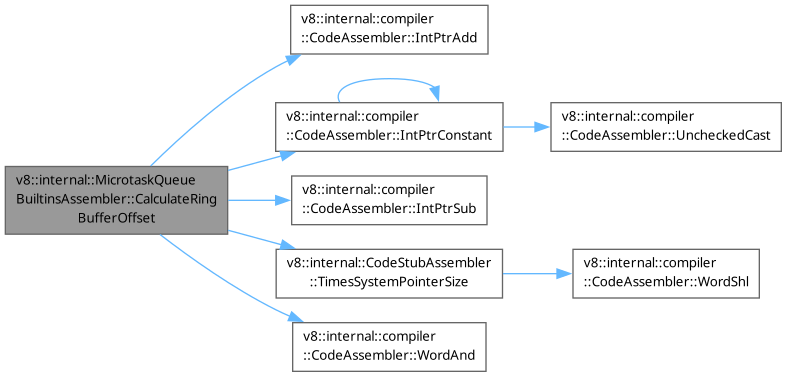 v8::internal::MicrotaskQueue
BuiltinsAssembler::CalculateRing
BufferOffset
v8::internal::compiler
::CodeAssembler::IntPtrAdd
v8::internal::compiler
::CodeAssembler::IntPtrConstant
v8::internal::compiler
::CodeAssembler::UncheckedCast
v8::internal::compiler
::CodeAssembler::IntPtrSub
v8::internal::CodeStubAssembler
::TimesSystemPointerSize
v8::internal::compiler
::CodeAssembler::WordShl
v8::internal::compiler
::CodeAssembler::WordAnd